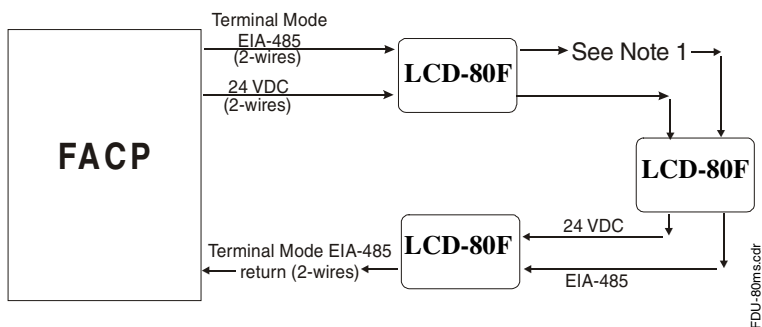 Terminal Mode
EIA-485
(2-wires)
24 VDC
(2-wires)
FACP
LCD-80F
See Note 1
LCD-80F
24 VDC
EIA-485
LCD-80F
Terminal Mode EIA-485
return (2-wires)
FDU-80ms.cdr